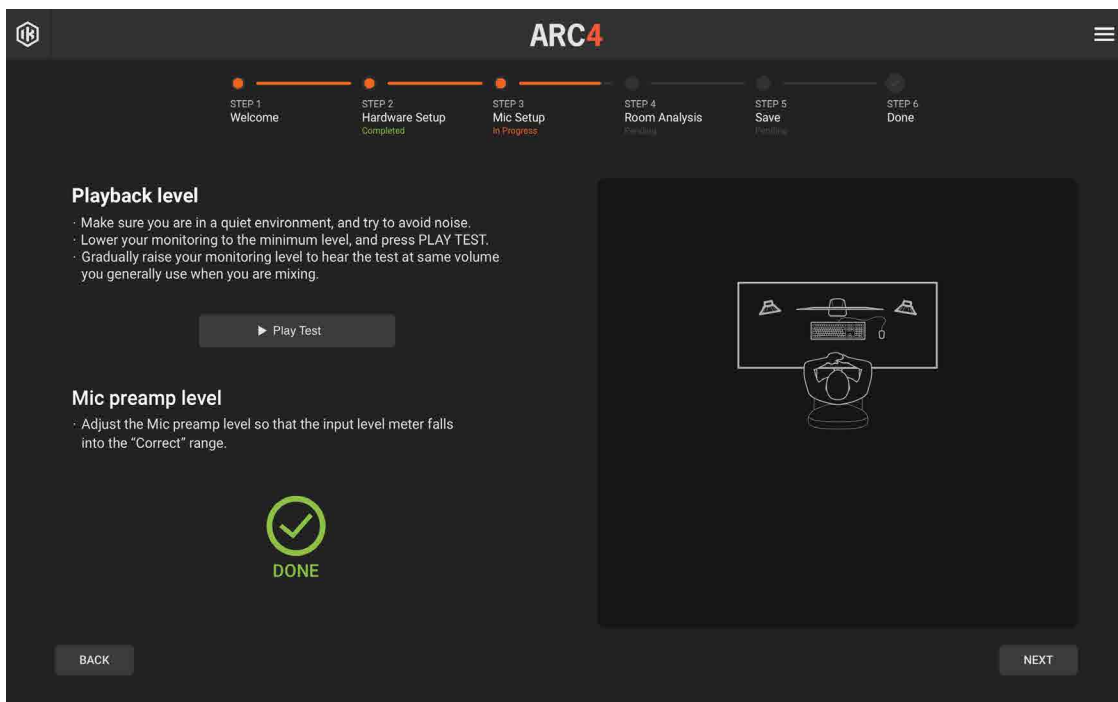 IK
ARC4
STEP 1
Welcome
STEP 2
Hardware Setup
Completed
STEP 3
Mic Setup
In Progress
STEP 4
Room Analysis
Pending
STEP 5
Save
Pending
STEP 6
Done
Playback level
· Make sure you are in a quiet environment, and try to avoid noise.
· Lower your monitoring to the minimum level, and press PLAY TEST.
· Gradually raise your monitoring level to hear the test at same volume
you generally use when you are mixing.
Play Test
Mic preamp level
· Adjust the Mic preamp level so that the input level meter falls
into the “Correct” range.
DONE
BACK
NEXT